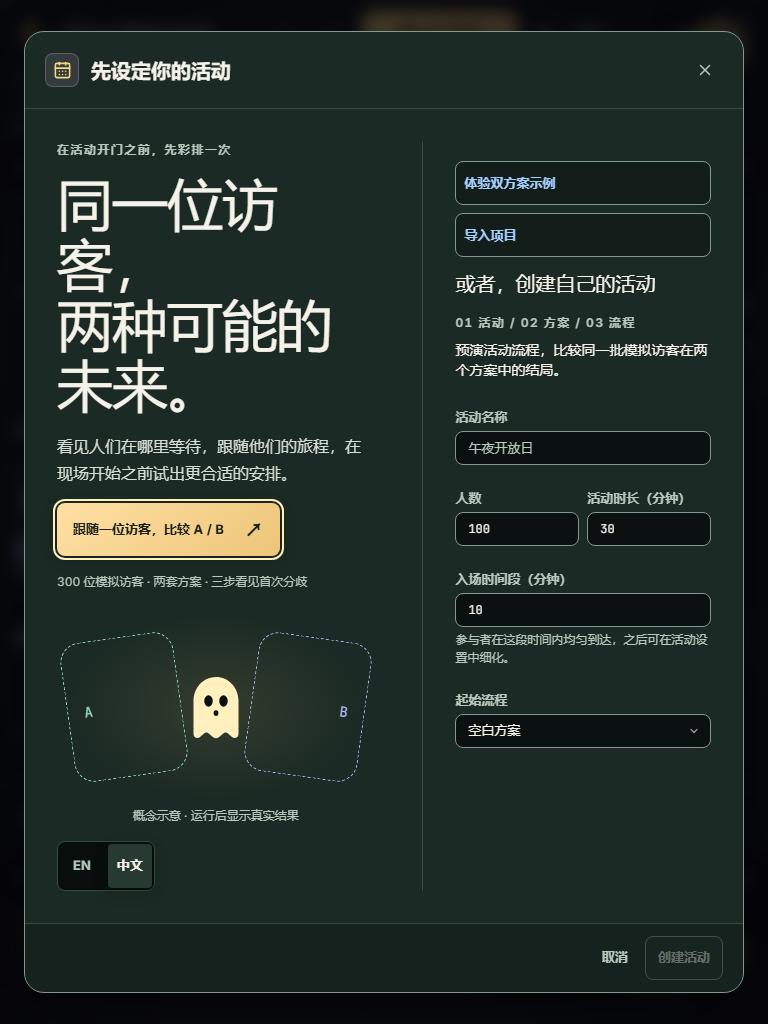 先设定你的活动
在活动开门之前，先彩排一次
同一位访
客，
两种可能的
未来。
看见人们在哪里等待，跟随他们的旅程，在
现场开始之前试出更合适的安排。
跟随一位访客，比较 A / B ↗
300 位模拟访客 · 两套方案 · 三步看见首次分歧
A
B
概念示意 · 运行后显示真实结果
EN
中文
体验双方案示例
导入项目
或者，创建自己的活动
01 活动 / 02 方案 / 03 流程
预演活动流程，比较同一批模拟访客在两
个方案中的结局。
活动名称
午夜开放日
人数
活动时长（分钟）
100
30
入场时间段（分钟）
10
参与者在这段时间内均匀到达，之后可在活动设
置中细化。
起始流程
空白方案
取消
创建活动